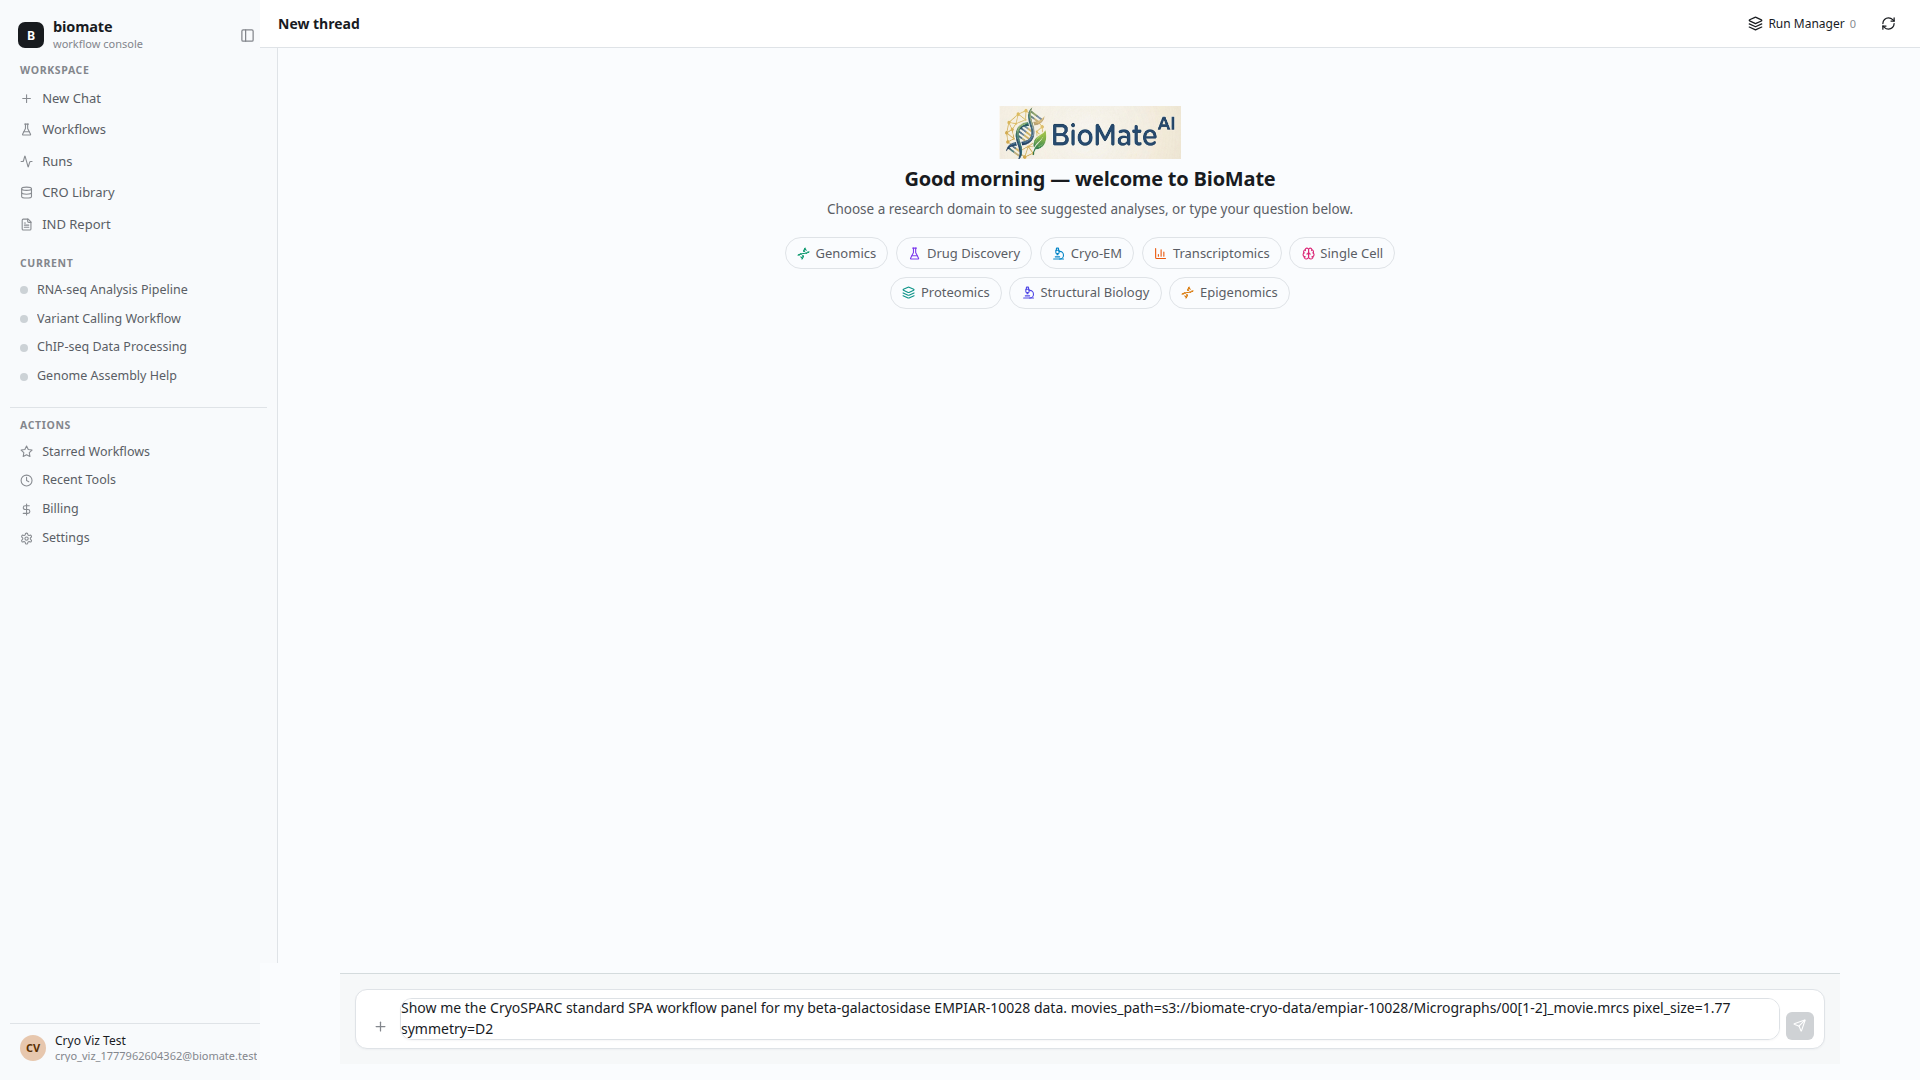 B
biomate
workflow console
WORKSPACE
New Chat
Workflows
Runs
CRO Library
IND Report
CURRENT
RNA-seq Analysis Pipeline
Variant Calling Workflow
ChIP-seq Data Processing
Genome Assembly Help
ACTIONS
Starred Workflows
Recent Tools
Billing
Settings
CV
Cryo Viz Test
cryo_viz_1777962604362@biomate.test
New thread
Run Manager 0
BioMate AI
Good morning — welcome to BioMate
Choose a research domain to see suggested analyses, or type your question below.
Genomics Drug Discovery Cryo-EM Transcriptomics Single Cell
Proteomics Structural Biology Epigenomics
Show me the CryoSPARC standard SPA workflow panel for my beta-galactosidase EMPIAR-10028 data. movies_path=s3://biomate-cryo-data/empiar-10028/Micrographs/00[1-2]_movie.mrcs pixel_size=1.77
symmetry=D2